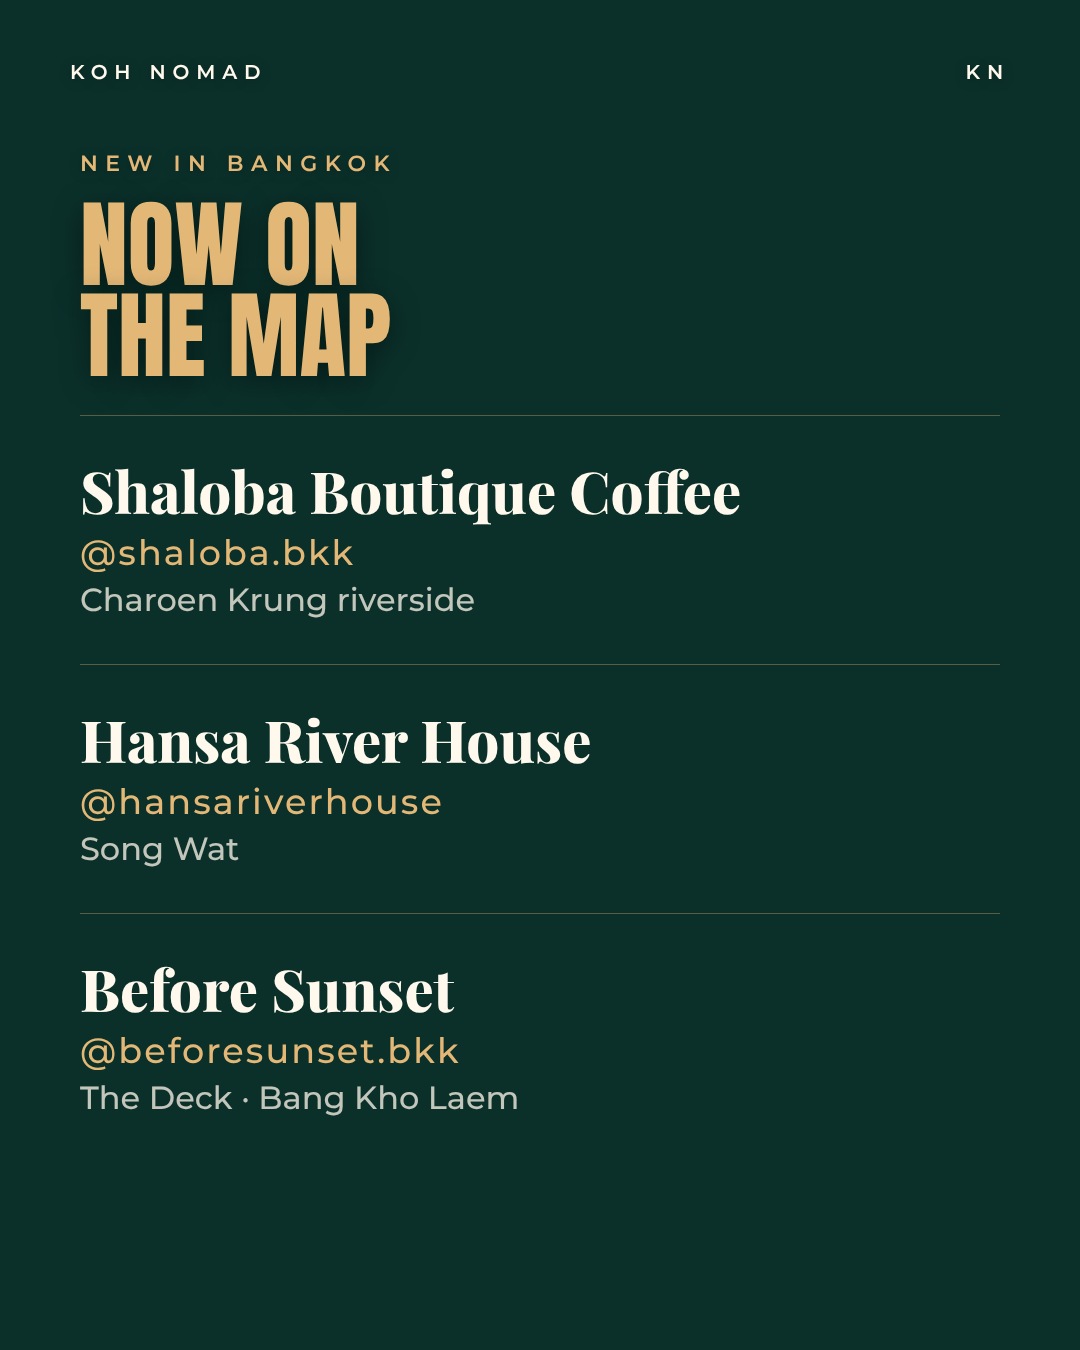 KOH NOMAD
KN
NEW IN BANGKOK
NOW ON
THE MAP
Shaloba Boutique Coffee
@shaloba.bkk
Charoen Krung riverside
Hansa River House
@hansariverhouse
Song Wat
Before Sunset
@beforesunset.bkk
The Deck · Bang Kho Laem